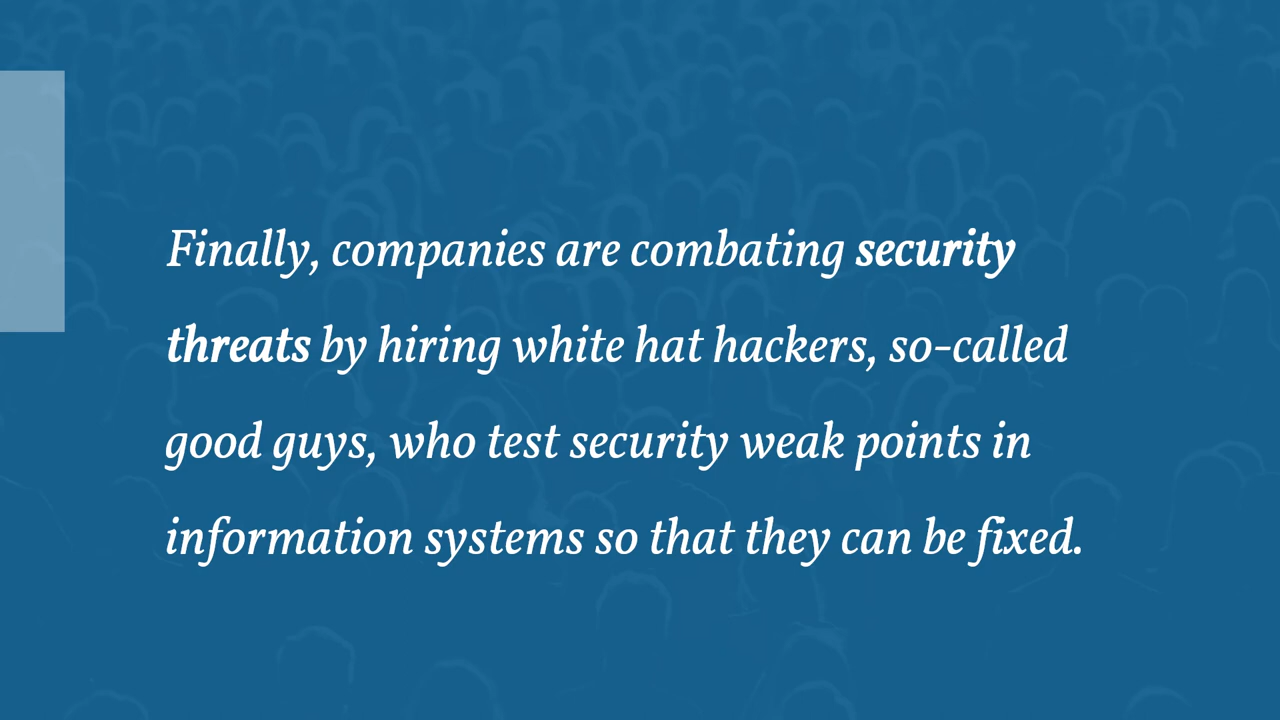 Finally, companies are combating security
threats by hiring white hat hackers, so-called
good guys, who test security weak points in
information systems so that they can be fixed.